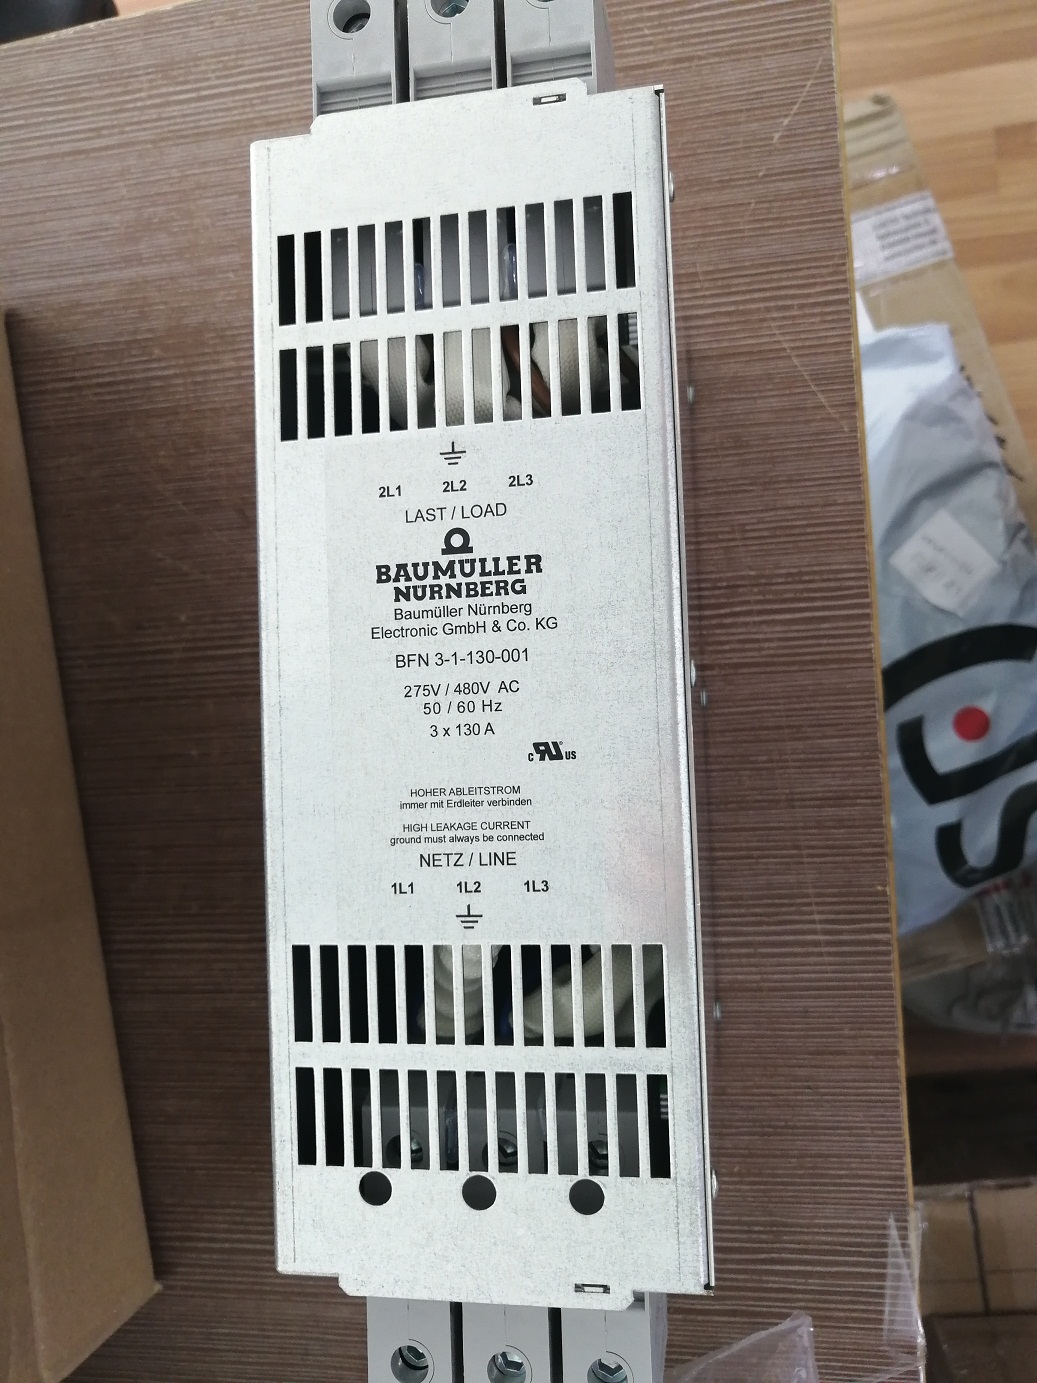 2L1 2L2 2L3
LAST / LOAD
BAUMÜLLER
NÜRNBERG
Baumüller Nürnberg
Electronic GmbH & Co. KG
BFN 3-1-130-001
275V / 480V AC
50 / 60 Hz
3 x 130 A
c RU® US
HOHER ABLEITSTROM
immer mit Erdleiter verbinden
HIGH LEAKAGE CURRENT
ground must always be connected
NETZ / LINE
1L1 1L2 1L3